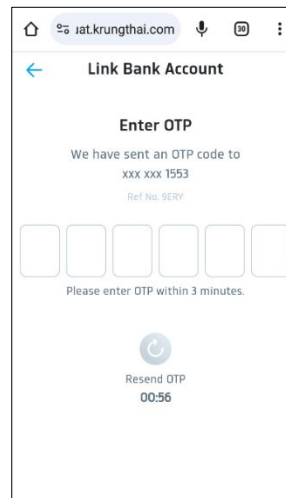 uat.krungthai.com 30
Link Bank Account
Enter OTP
We have sent an OTP code to
xxx xxx 1553
Ref No. 9ERY
Please enter OTP within 3 minutes.
Resend OTP
00:56